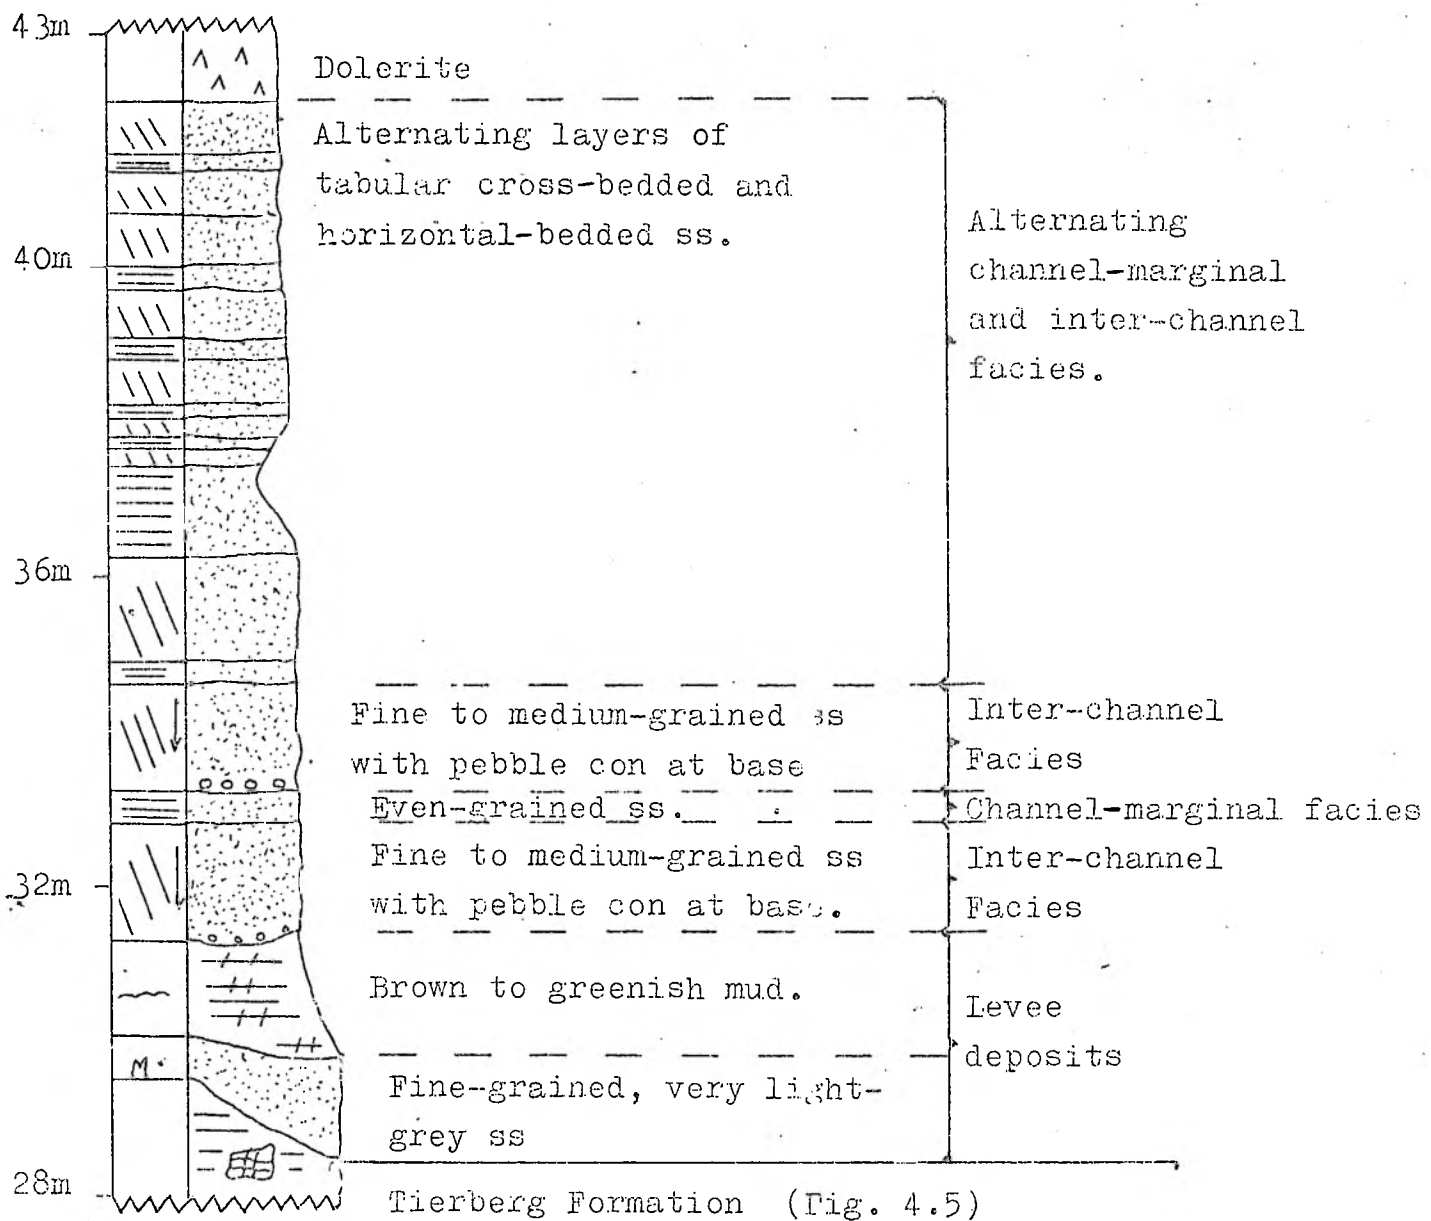 43m
Dolerite
Alternating layers of
tabular cross-bedded and
horizontal-bedded ss.
40m
Alternating
channel-marginal
and inter-channel
facies.
36m
Fine to medium-grained ss
with pebble con at base
Inter-channel
Facies
Even-grained ss.
Channel-marginal facies
Fine to medium-grained ss
with pebble con at base.
Inter-channel
Facies
32m
Brown to greenish mud.
Levee
deposits
M
Fine-grained, very light-
grey ss
28m
Tierberg Formation (Fig. 4.5)